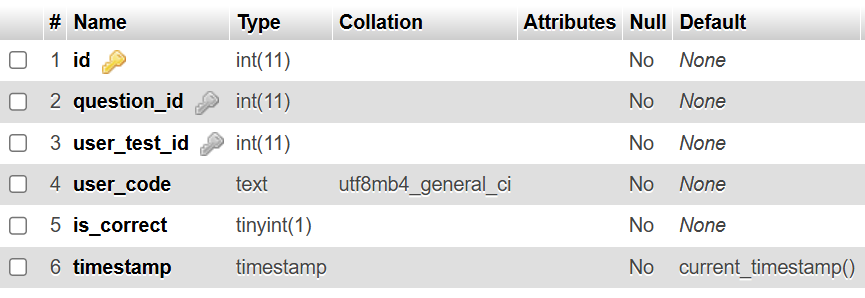 # Name Type Collation Attributes Null Default
1 id int(11) No None
2 question_id int(11) No None
3 user_test_id int(11) No None
4 user_code text utf8mb4_general_ci No None
5 is_correct tinyint(1) No None
6 timestamp timestamp No current_timestamp()